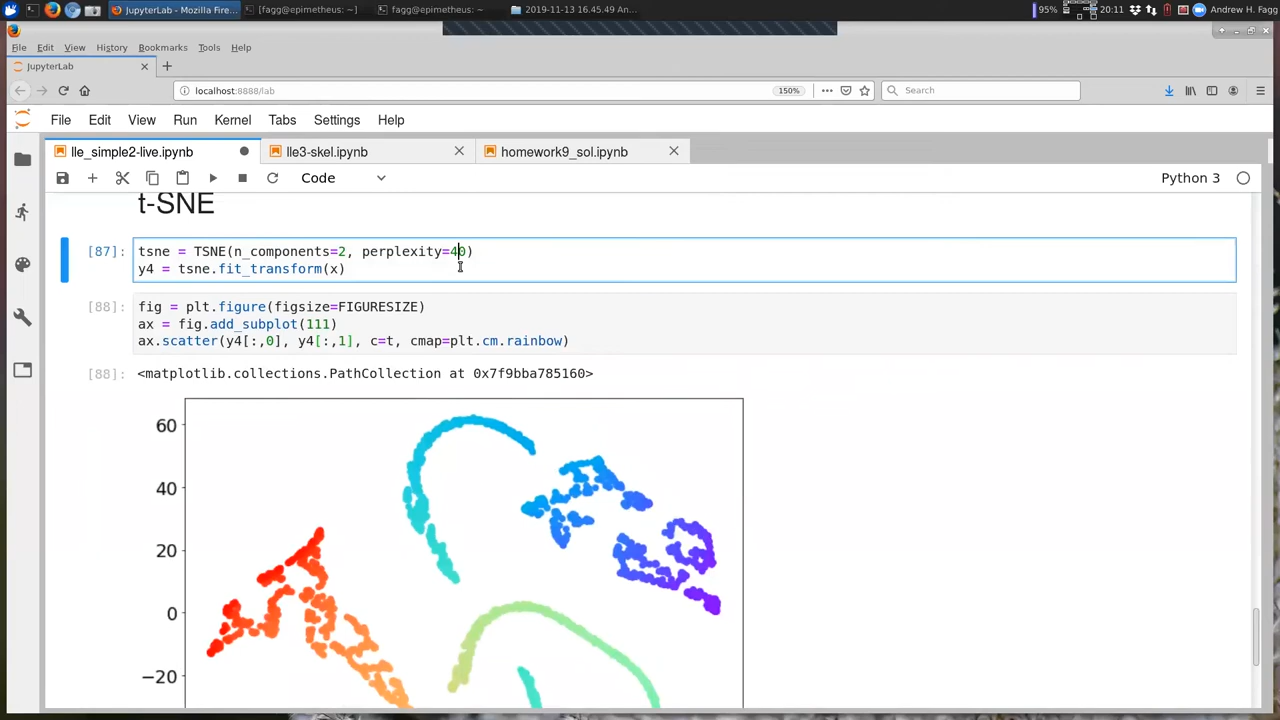 JupyterLab - Mozilla Fire...
[fagg@epimetheus: ~
fagg@epimetheus: ~
2019-11-13 16.45.49 An...
95%
20:11
Andrew H. Fagg
File Edit View History Bookmarks Tools Help
JupyterLab
localhost:8888/lab
150%
Search
File Edit View Run Kernel Tabs Settings Help
lle_simple2-live.ipynb
lle3-skel.ipynb
homework9_sol.ipynb
Code
Python 3
t-SNE
[87]:
tsne = TSNE(n_components=2, perplexity=40)
y4 = tsne.fit_transform(x)
[88]:
fig = plt.figure(figsize=FIGURESIZE)
ax = fig.add_subplot(111)
ax.scatter(y4[:,0], y4[:,1], c=t, cmap=plt.cm.rainbow)
[88]:
<matplotlib.collections.PathCollection at 0x7f9bba785160>
60
40
20
0
−20